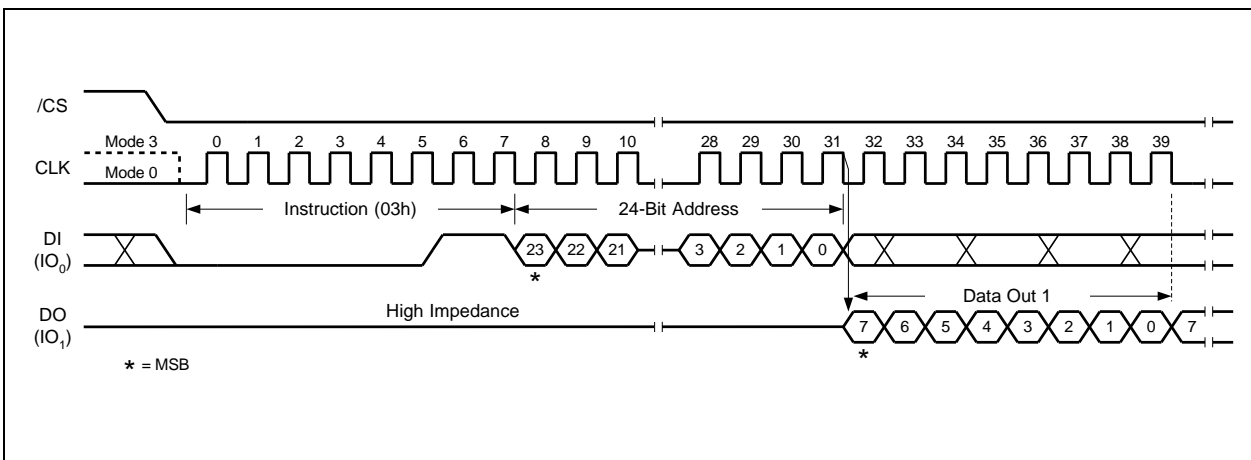 /CS
Mode 3 0 1 2 3 4 5 6 7 8 9 10 28 29 30 31 32 33 34 35 36 37 38 39
CLK
Mode 0
Instruction (03h) 24-Bit Address
DI
(IO0)
23 22 21 3 2 1 0
*
High Impedance Data Out 1
DO
(IO1)
7 6 5 4 3 2 1 0 7
*
* = MSB